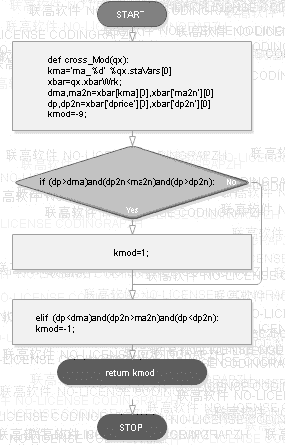 START
def cross_Mod(qx):
kma='ma_%d' %qx.staVars[0]
xbar=qx.xbarWrk;
dma,ma2n=xbar[kma][0],xbar['ma2n'][0]
dp,dp2n=xbar['dprice'][0],xbar['dp2n'][0]
kmod=-9;
if (dp>dma)and(dp2n<ma2n)and(dp>dp2n):
No
Yes
kmod=1;
elif (dp<dma)and(dp2n>ma2n)and(dp<dp2n):
kmod=-1;
return kmod
STOP